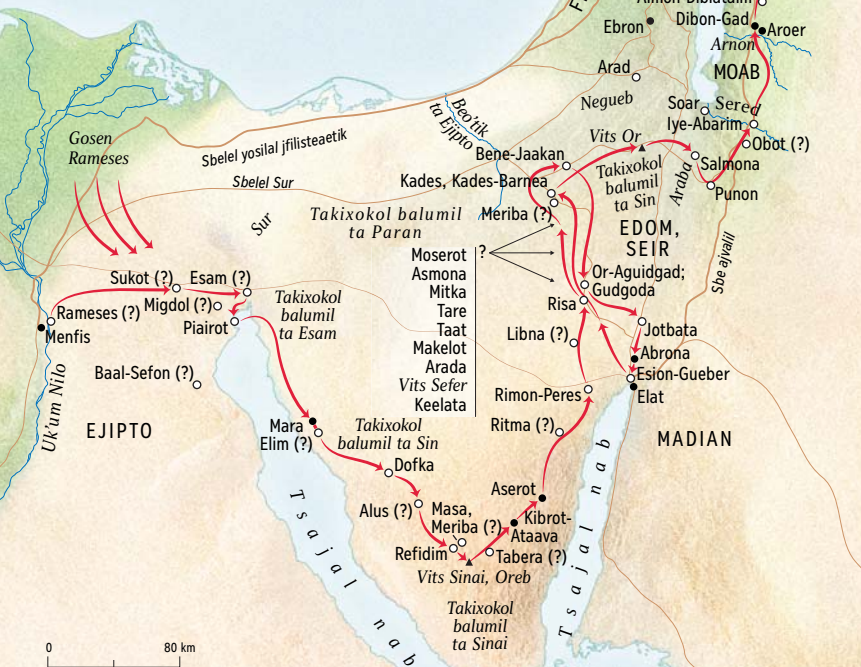 Ebron
Dibon-Gad
Aroer
Arnon
Arad
MOAB
Negueb
Soar
Sered
Iye-Abarim
Obot (?)
Gosen
Rameses
Sbelel yosilal jfilisteaetik
Sbelel Sur
Sur
Beo'tik
ta Ejipto
Vits Or
Bene-Jaakan
Kades, Kades-Barnea
Meriba (?)
Takixokol
balumil
ta Sin
Araba
Salmona
Punon
Takixokol balumil
ta Paran
EDOM,
SEIR
Sbe ajvalil
Moserot
Asmona
Mitka
Tare
Taat
Makelot
Arada
Vits Sefer
Keelata
?
Or-Aguidgad;
Gudgoda
Risa
Sukot (?)
Esam (?)
Migdol (?)
Rameses (?)
Menfis
Piairot
Takixokol
balumil
ta Esam
Libna (?)
Jotbata
Abrona
Esion-Gueber
Elat
Baal-Sefon (?)
Uk'um Nilo
EJIPTO
Rimon-Peres
Ritma (?)
MADIAN
Mara
Elim (?)
Takixokol
balumil ta Sin
Dofka
Alus (?)
Masa,
Meriba (?)
Aserot
Kibrot-
Ataava
Refidim
Tabera (?)
Vits Sinai, Oreb
Takixokol
balumil
ta Sinai
Tsajal nab
Tsajal nab
0 80 km